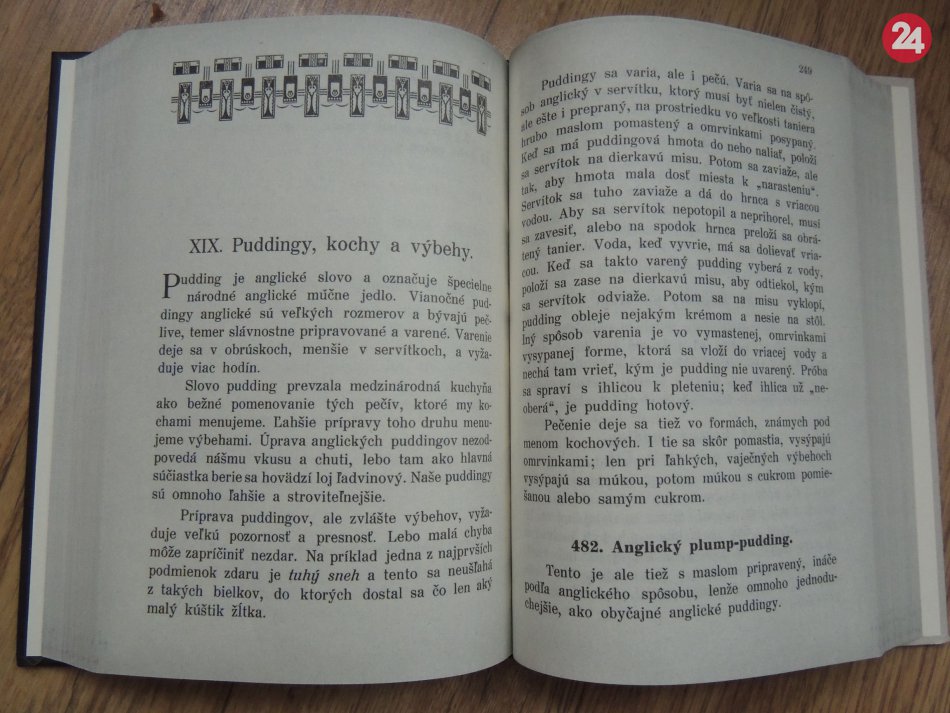 24
XIX. Puddingy, kochy a výbehy.
Pudding je anglické slovo a označuje špecielne
národné anglické múčne jedlo. Vianočné pud-
dingy anglické sú veľkých rozmerov a bývajú peč-
live, temer slávnostne pripravované a varené. Varenie
deje sa v obrúskoch, menšie v servítkoch, a vyža-
duje viac hodín.
Slovo pudding prevzala medzinárodná kuchyňa
ako bežné pomenovanie tých pečív, ktoré my ko-
chami menujeme. Ľahšie prípravy toho druhu menu-
jeme výbehami. Úprava anglických puddingov nezod-
povedá nášmu vkusu a chuti, lebo tam ako hlavná
súčiastka berie sa hovädzí loj ľadvinový. Naše puddingy
sú omnoho ľahšie a stroviteľnejšie.
Príprava puddingov, ale zvlášte výbehov, vyža-
duje veľkú pozornosť a presnosť. Lebo malá chyba
môže zapríčiniť nezdar. Na príklad jedna z najprvších
podmienok zdaru je tuhý sneh a tento sa neušľahá
z takých bielkov, do ktorých dostal sa čo len aký
malý kúštik žĺtka.
249
Puddingy sa varia, ale i pečú. Varia sa na spô-
sob anglický v servítku, ktorý musí byť nielen čistý,
ale ešte i prepraný, na prostriedku vo veľkosti taniera
hrubo maslom pomastený a omrvinkami posypaný.
Keď sa má puddingová hmota do neho naliať, položí
sa servítok na dierkavú misu. Potom sa zaviaže, ale
tak, aby hmota mala dosť miesta k „narasteniu“.
Servítok sa tuho zaviaže a dá do hrnca s vriacou
vodou. Aby sa servítok nepotopil a neprihorel, musí
sa zavesiť, alebo na spodok hrnca preloží sa obrá-
tený tanier. Voda, keď vyvrie, má sa dolievať vria-
cou. Keď sa takto varený pudding vyberá z vody,
položí sa zase na dierkavú misu, aby odtiekol, kým
sa servítok odviaže. Potom sa na misu vyklopí,
pudding obleje nejakým krémom a nesie na stôl.
Iný spôsob varenia je vo vymastenej, omrvinkami
vysypanej forme, ktorá sa vloží do vriacej vody a
nechá tam vrieť, kým je pudding nie uvarený. Próba
sa spraví s ihlicou k pleteniu; keď ihlica už „ne-
oberá“, je pudding hotový.
Pečenie deje sa tiež vo formách, známych pod
menom kochových. I tie sa skôr pomastia, vysýpajú
omrvinkami; len pri ľahkých, vaječných výbehoch
vysýpajú sa múkou, potom múkou s cukrom pomie-
šanou alebo samým cukrom.
482. Anglický plump-pudding.
Tento je ale tiež s maslom pripravený, ináče
podľa anglického spôsobu, lenže omnoho jednodu-
chejšie, ako obyčajné anglické puddingy.